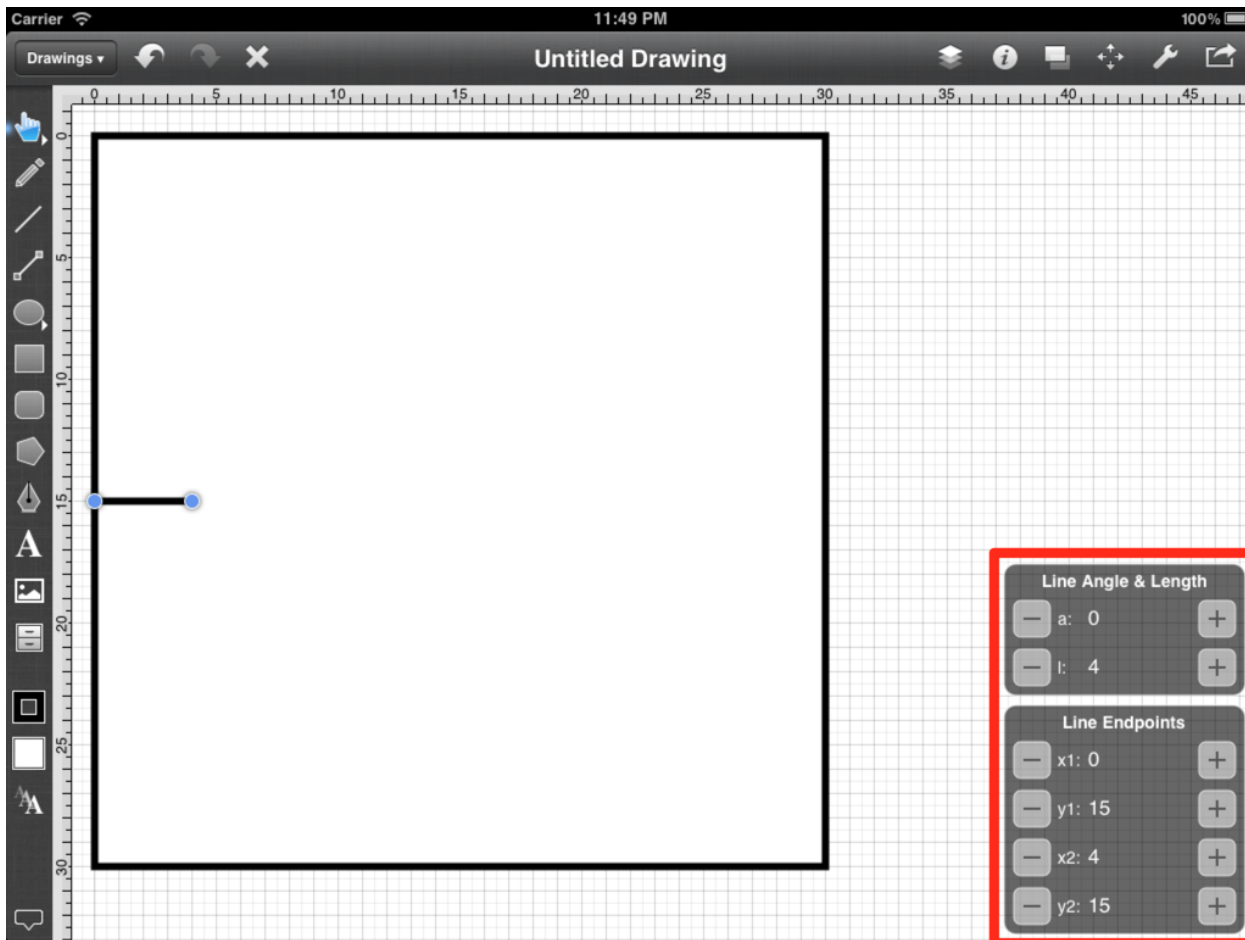 Carrier 11:49 PM 100%
Drawings Untitled Drawing
0 5 10 15 20 25 30 35 40 45
0
5
10
15
20
25
30
A
AAA
Line Angle & Length
a: 0
l: 4
Line Endpoints
x1: 0
y1: 15
x2: 4
y2: 15